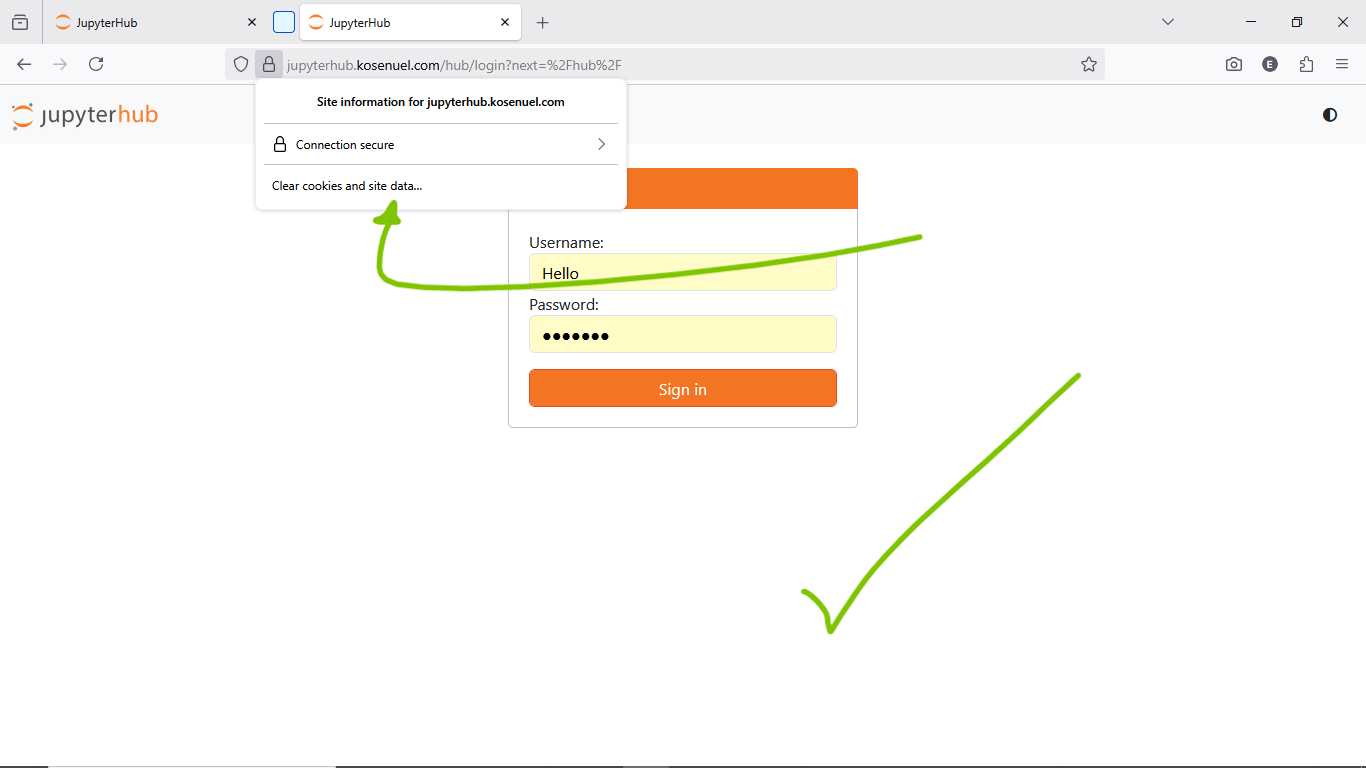 JupyterHub
JupyterHub
jupyterhub.kosenuel.com/hub/login?next=%2Fhub%2F
E
jupyterhub
Site information for jupyterhub.kosenuel.com
Connection secure
Clear cookies and site data...
Username:
Hello
Password:
•••••••
Sign in